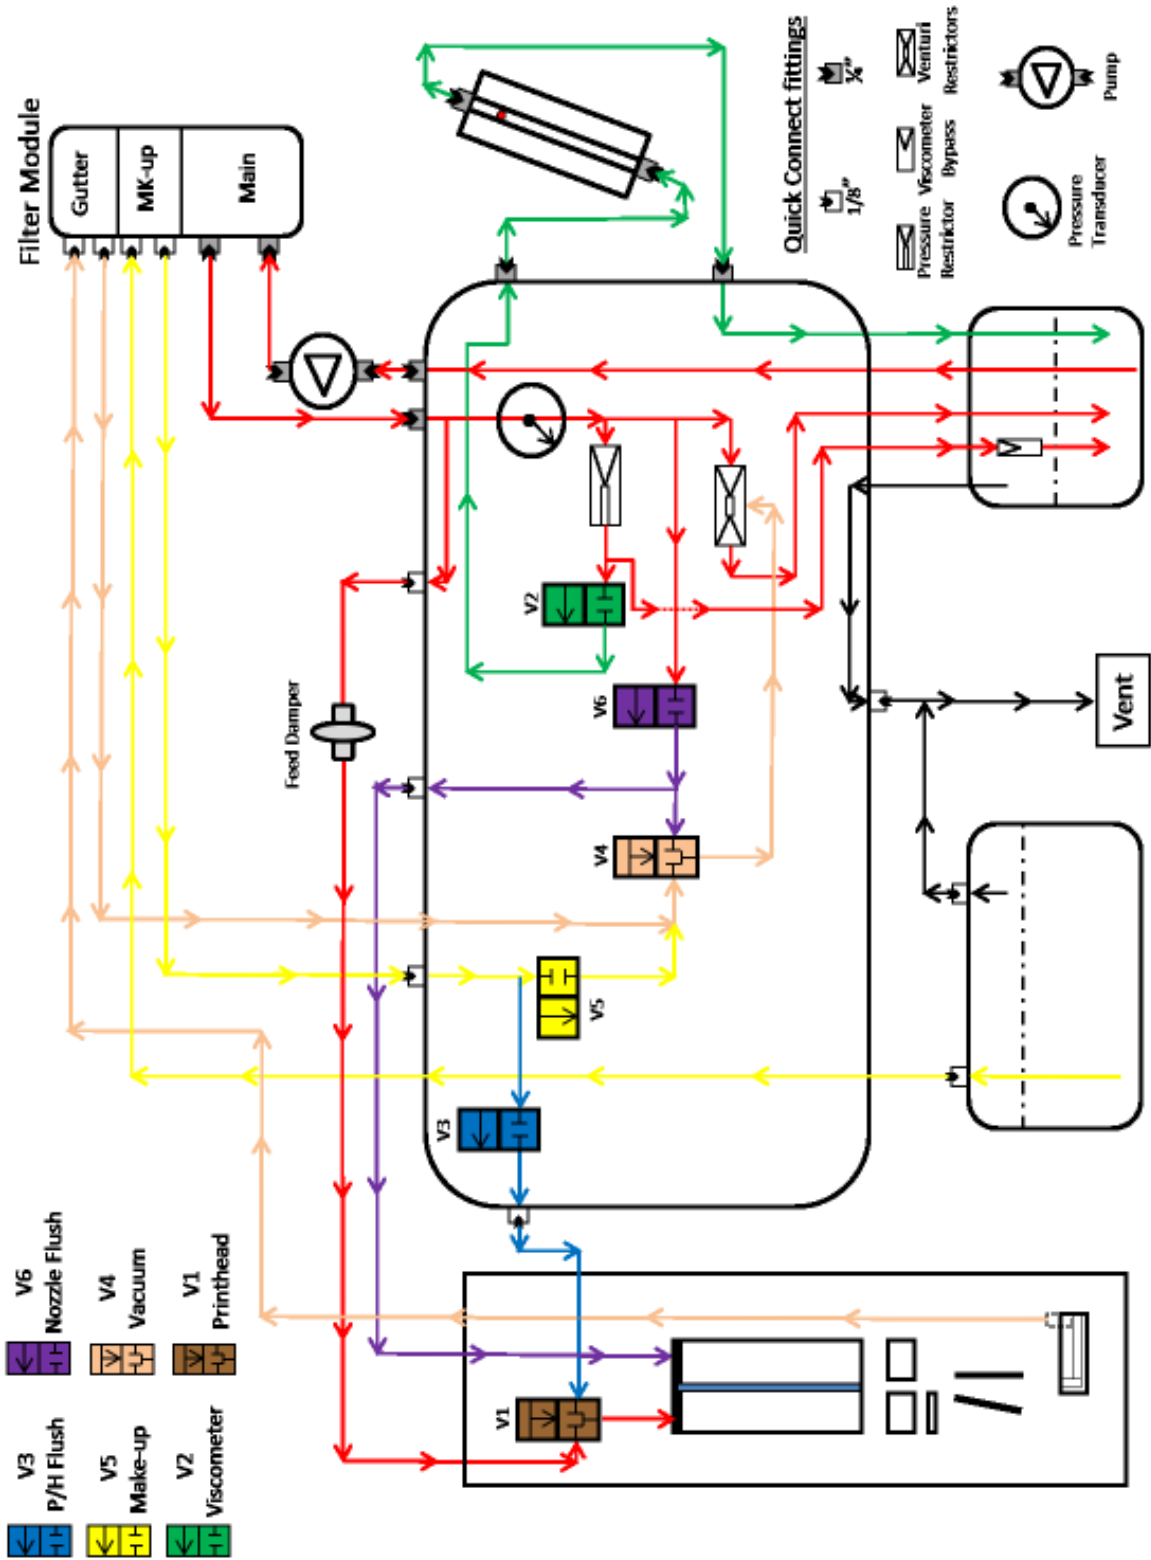 V3
P/H Flush
V6
Nozzle Flush
V5
Make-up
V4
Vacuum
V2
Viscometer
V1
Printhead
Filter Module
Gutter
MK-up
Main
Feed Damper
V1
V3
V5
V4
V6
V2
Vent
Quick Connect fittings
1/8"
¼"
Pressure
Restrictor
Viscometer
Bypass
Venturi
Restrictors
Pressure
Transducer
Pump